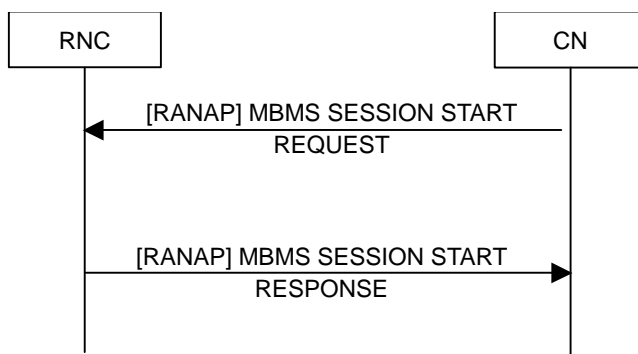 RNC
CN
[RANAP] MBMS SESSION START
REQUEST
[RANAP] MBMS SESSION START
RESPONSE